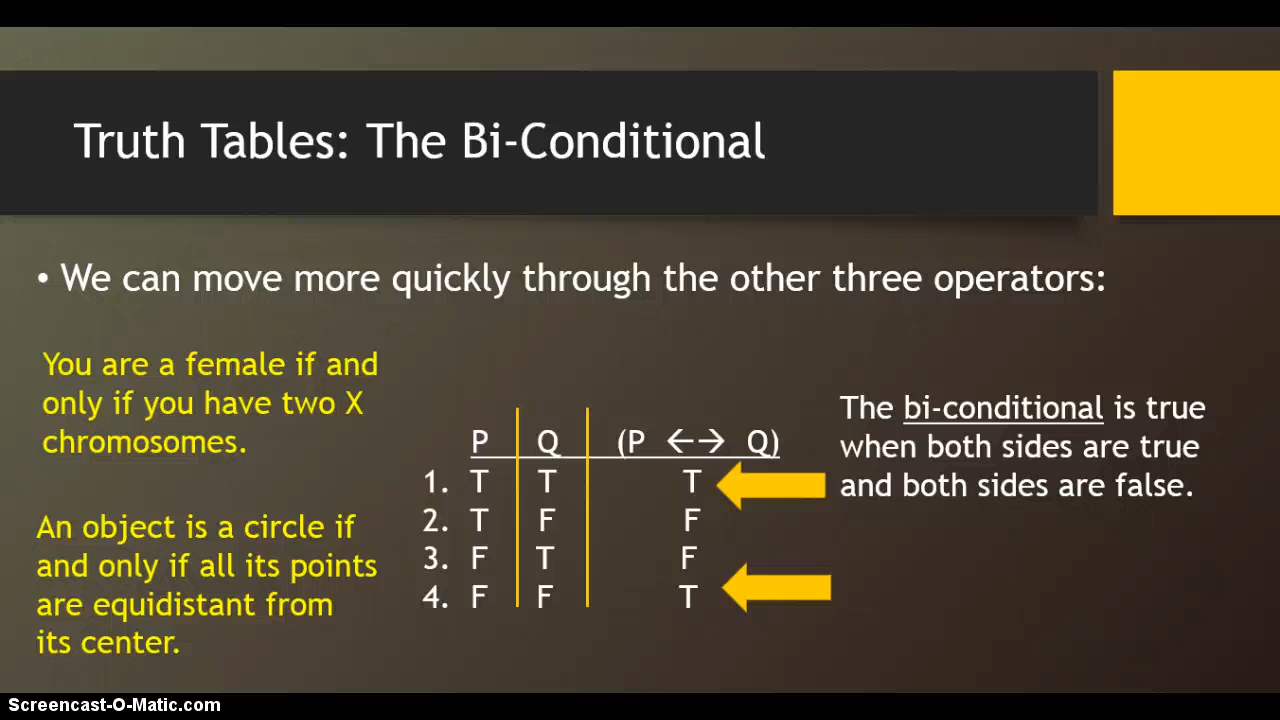 Truth Tables: The Bi-Conditional
• We can move more quickly through the other three operators:
You are a female if and
only if you have two X
chromosomes.
An object is a circle if
and only if all its points
are equidistant from
its center.
P Q (P ←→ Q)
1. T T T
2. T F F
3. F T F
4. F F T
The bi-conditional is true
when both sides are true
and both sides are false.
Screencast-O-Matic.com